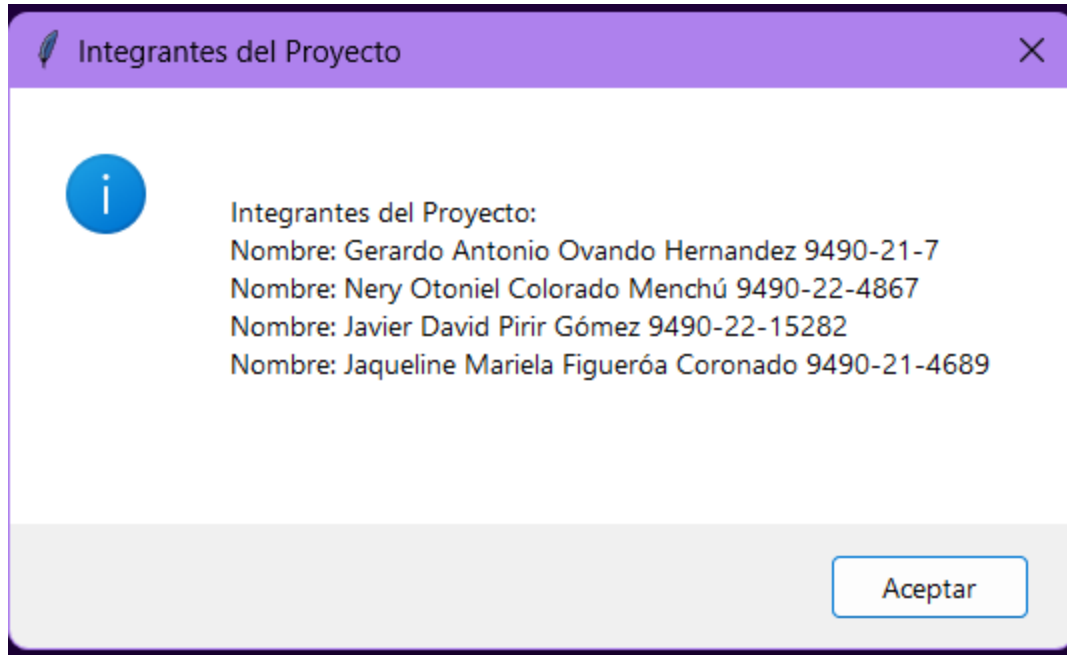 Integrantes del Proyecto
Integrantes del Proyecto:
Nombre: Gerardo Antonio Ovando Hernandez 9490-21-7
Nombre: Nery Otoniel Colorado Menchú 9490-22-4867
Nombre: Javier David Pirir Gómez 9490-22-15282
Nombre: Jaqueline Mariela Figueróa Coronado 9490-21-4689
Aceptar